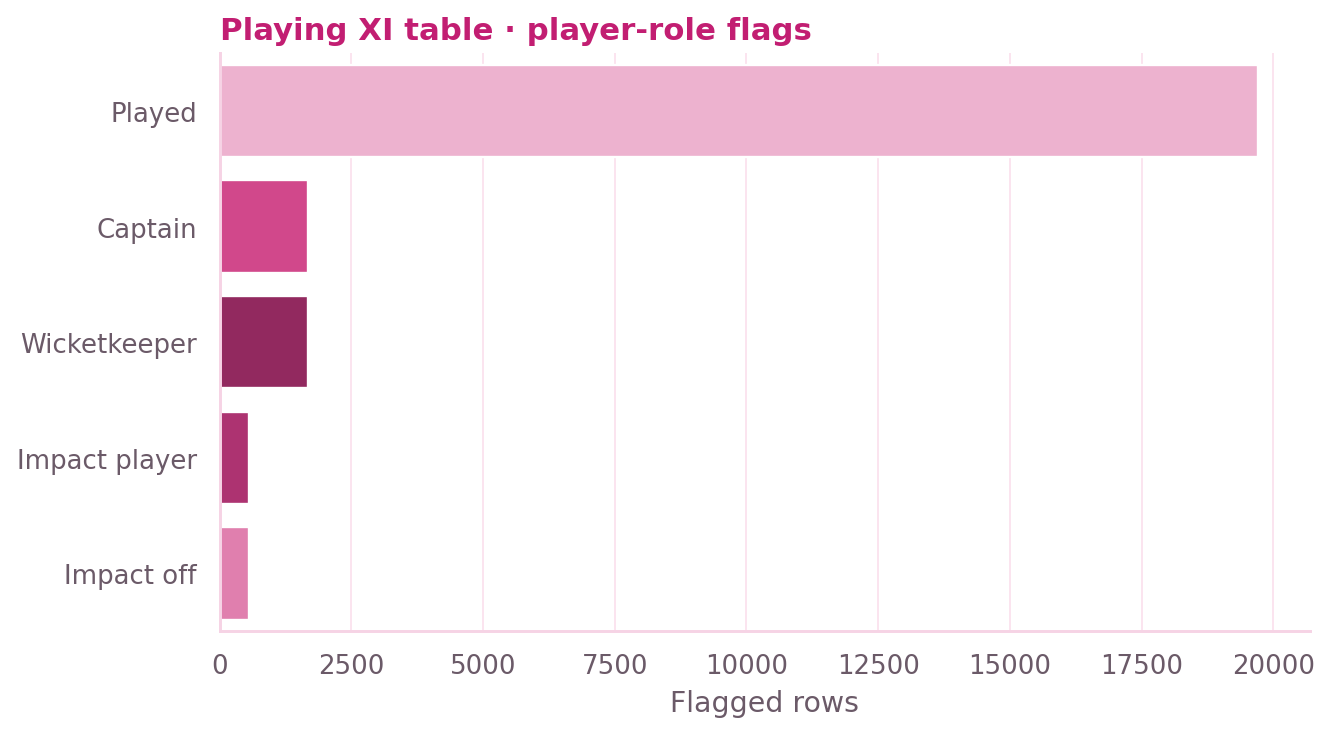 Playing XI table · player-role flags
Played
Captain
Wicketkeeper
Impact player
Impact off
0 2500 5000 7500 10000 12500 15000 17500 20000
Flagged rows